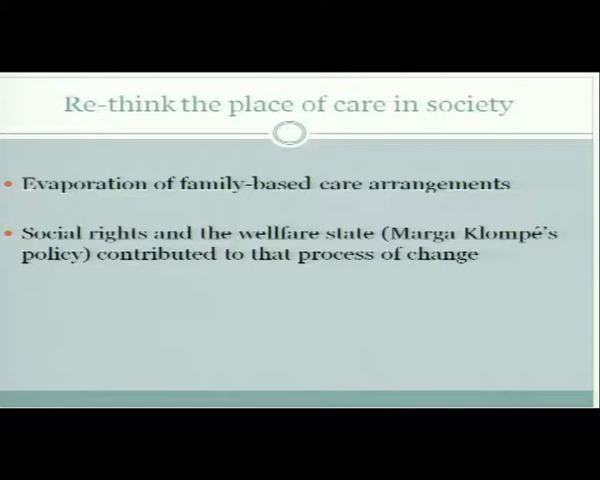 Re-think the place of care in society
Evaporation of family-based care arrangements
Social rights and the wellfare state (Marga Klompé's
policy) contributed to that process of change